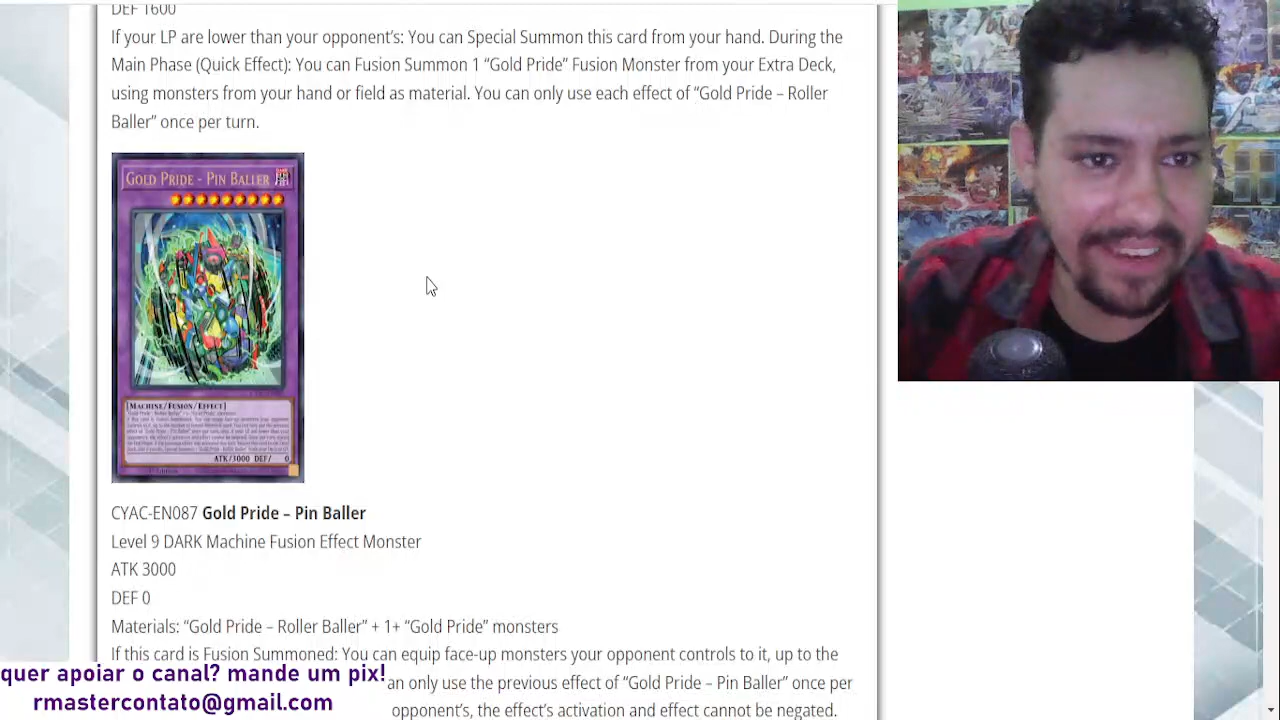 DEF 1600
If your LP are lower than your opponent's: You can Special Summon this card from your hand. During the
Main Phase (Quick Effect): You can Fusion Summon 1 “Gold Pride” Fusion Monster from your Extra Deck,
using monsters from your hand or field as material. You can only use each effect of “Gold Pride – Roller
Baller” once per turn.
GOLD PRIDE - PIN BALLER
[MACHINE/FUSION/EFFECT]
ATK/3000 DEF/ 0
CYAC-EN087 Gold Pride – Pin Baller
Level 9 DARK Machine Fusion Effect Monster
ATK 3000
DEF 0
Materials: “Gold Pride – Roller Baller” + 1+ “Gold Pride” monsters
If this card is Fusion Summoned: You can equip face-up monsters your opponent controls to it, up to the
an only use the previous effect of “Gold Pride – Pin Baller” once per
opponent's, the effect's activation and effect cannot be negated.
quer apoiar o canal? mande um pix!
rmastercontato@gmail.com